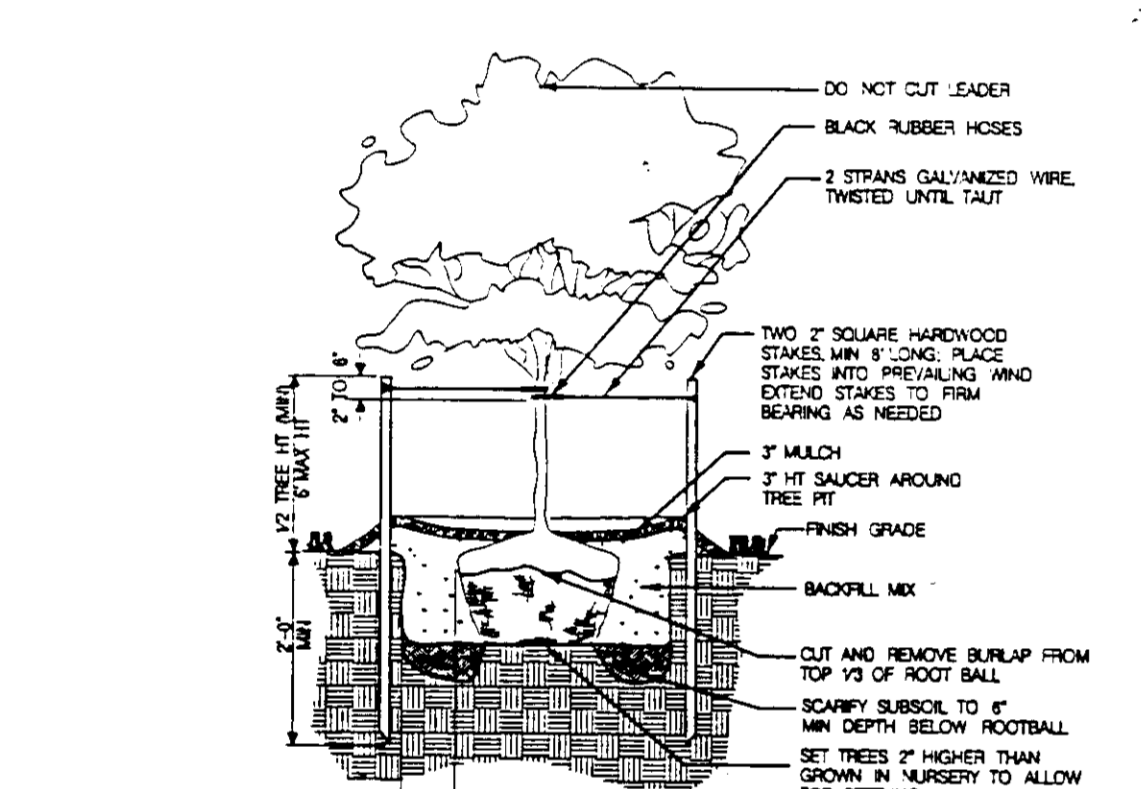 DO NOT CUT LEADER
BLACK RUBBER HOSES
2 STRANS GALVANIZED WIRE,
TWISTED UNTIL TAUT
TWO 2" SQUARE HARDWOOD
STAKES, MIN 8' LONG; PLACE
STAKES INTO PREVAILING WIND
EXTEND STAKES TO FIRM
BEARING AS NEEDED
3" MULCH
3" HT SAUCER AROUND
TREE PIT
FINISH GRADE
BACKFILL MIX
CUT AND REMOVE BURLAP FROM
TOP 1/3 OF ROOT BALL
SCARIFY SUBSOIL TO 6"
MIN DEPTH BELOW ROOTBALL
SET TREES 2" HIGHER THAN
GROWN IN NURSERY TO ALLOW
2" TO 6"
1/2 TREE HT (MIN)
6' MAX HT
2'-0"
MIN